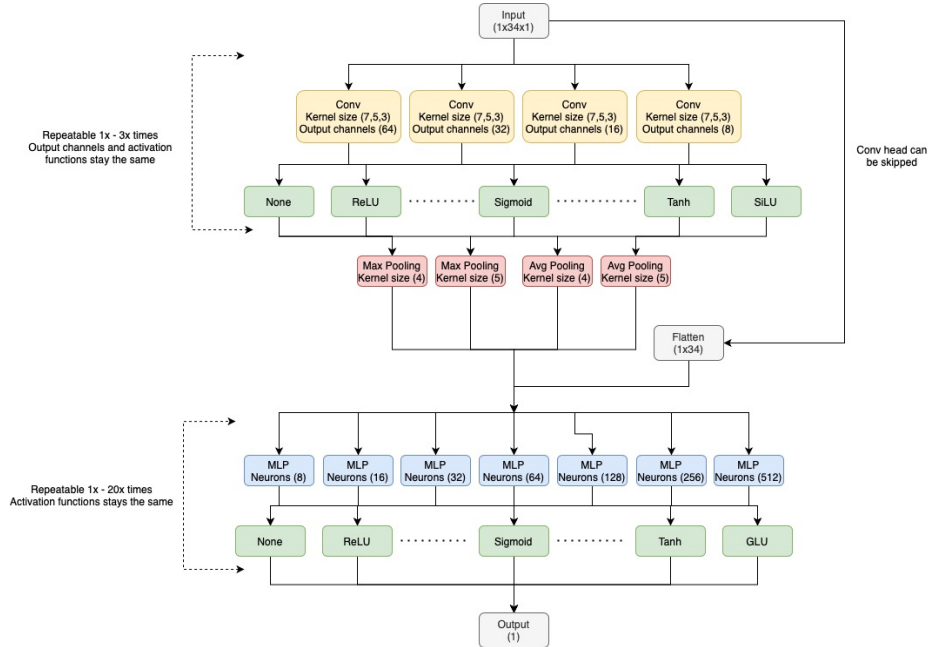 Input
(1x34x1)
Conv
Kernel size (7,5,3)
Output channels (64)
Conv
Kernel size (7,5,3)
Output channels (32)
Conv
Kernel size (7,5,3)
Output channels (16)
Conv
Kernel size (7,5,3)
Output channels (8)
Repeatable 1x - 3x times
Output channels and activation
functions stay the same
Conv head can
be skipped
None
ReLU
Sigmoid
Tanh
SiLU
Max Pooling
Kernel size (4)
Max Pooling
Kernel size (5)
Avg Pooling
Kernel size (4)
Avg Pooling
Kernel size (5)
Flatten
(1x34)
MLP
Neurons (8)
MLP
Neurons (16)
MLP
Neurons (32)
MLP
Neurons (64)
MLP
Neurons (128)
MLP
Neurons (256)
MLP
Neurons (512)
Repeatable 1x - 20x times
Activation functions stays the same
None
ReLU
Sigmoid
Tanh
GLU
Output
(1)